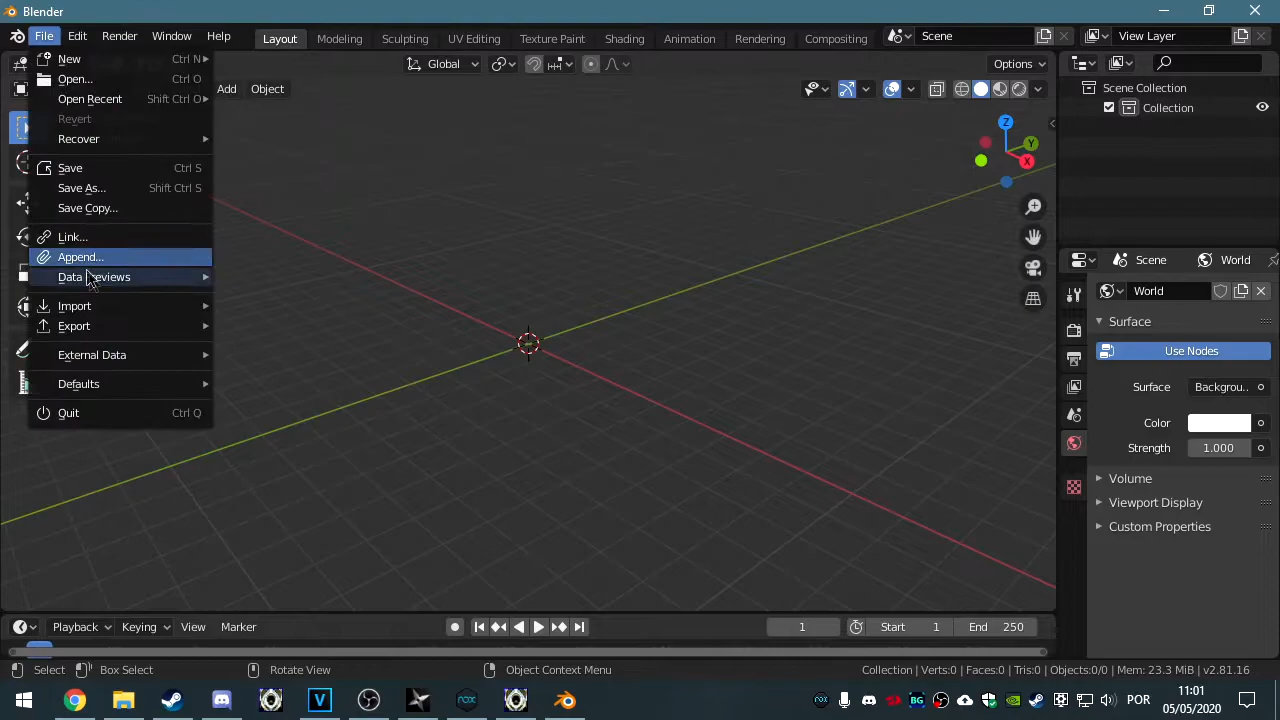 Blender
File Edit Render Window Help Layout Modeling Sculpting UV Editing Texture Paint Shading Animation Rendering Compositing Scene View Layer
New Ctrl N
Open... Ctrl O
Open Recent Shift Ctrl O
Revert
Recover
Save Ctrl S
Save As... Shift Ctrl S
Save Copy...
Link...
Append...
Data Previews
Import
Export
External Data
Defaults
Quit Ctrl Q
Global Options
Add Object
Z
Y
X
Scene Collection
Collection
Scene World
World
Surface
Use Nodes
Surface Backgrou..
Color
Strength 1.000
Volume
Viewport Display
Custom Properties
Playback Keying View Marker 1 Start 1 End 250
Select Box Select Rotate View Object Context Menu Collection | Verts:0 | Faces:0 | Tris:0 | Objects:0/0 | Mem: 23.3 MiB | v2.81.16
POR
11:01
05/05/2020